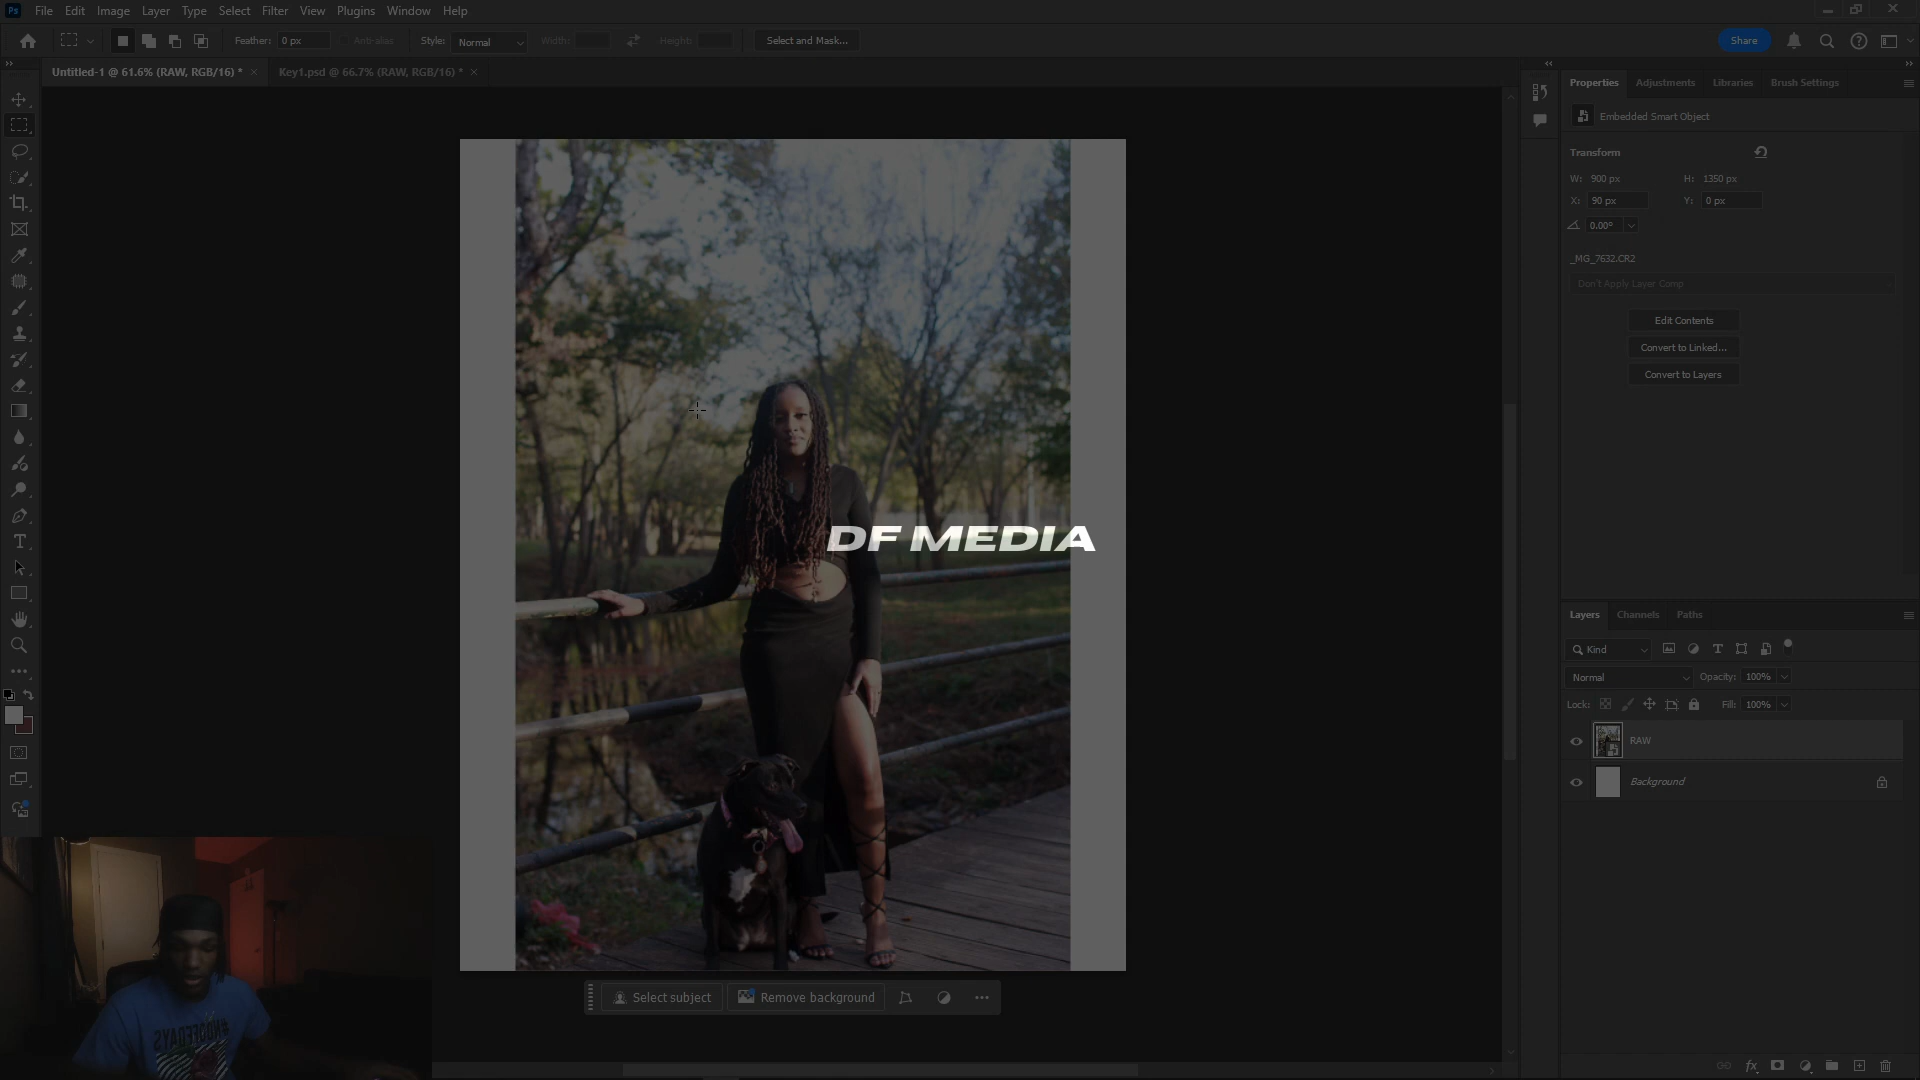 Ps File Edit Image Layer Type Select Filter View Plugins Window Help
Feather: 0 px Anti-alias Style: Normal Width: Height: Select and Mask... Share
Untitled-1 @ 61.6% (RAW, RGB/16) * Key1.psd @ 66.7% (RAW, RGB/16) *
Properties Adjustments Libraries Brush Settings
Embedded Smart Object
Transform
W: 900 px H: 1350 px
X: 90 px Y: 0 px
0.00°
_MG_7632.CR2
Don't Apply Layer Comp
Edit Contents
Convert to Linked...
Convert to Layers
DF MEDIA
Layers Channels Paths
Kind
Normal Opacity: 100%
Lock: Fill: 100%
RAW
Background
Select subject Remove background